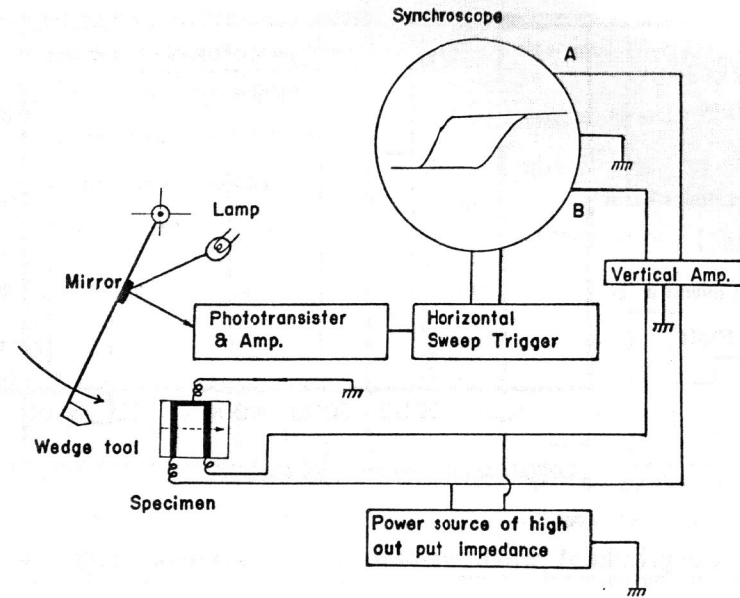 Synchroscope
A
B
Lamp
Mirror
Vertical Amp.
Phototransister
& Amp.
Horizontal
Sweep Trigger
Wedge tool
Specimen
Power source of high
out put impedance